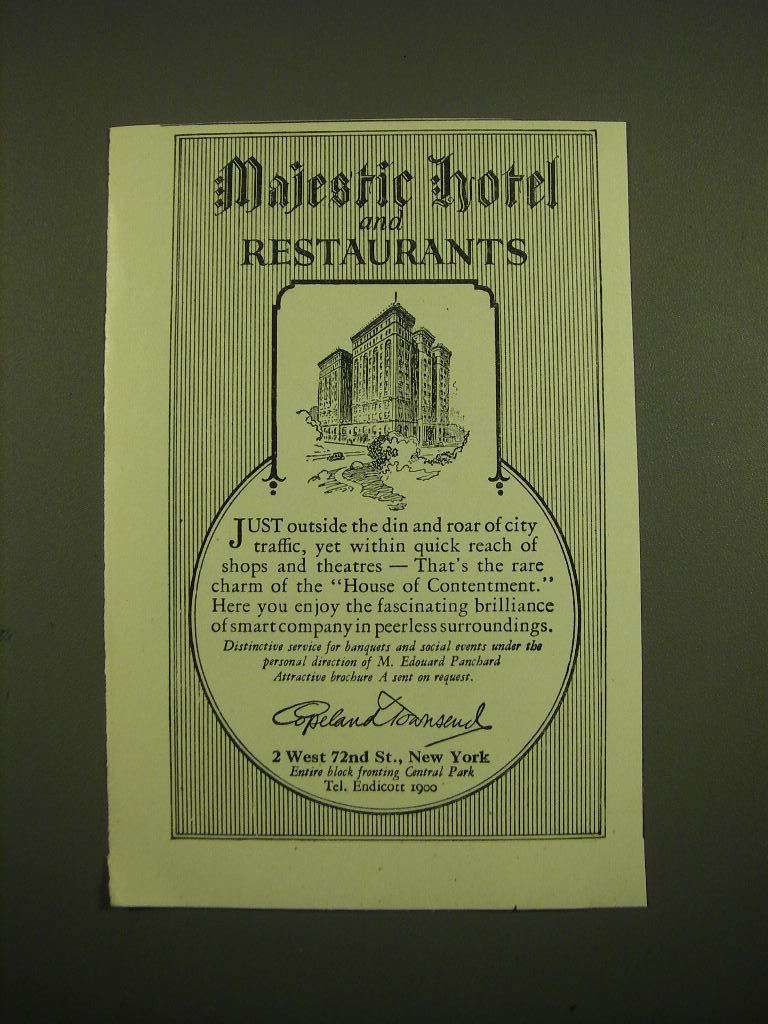 Majestic Hotel
and
RESTAURANTS
JUST outside the din and roar of city
traffic, yet within quick reach of
shops and theatres — That's the rare
charm of the "House of Contentment."
Here you enjoy the fascinating brilliance
of smart company in peerless surroundings.
Distinctive service for banquets and social events under the
personal direction of M. Edouard Panchard
Attractive brochure A sent on request.
Copeland Townsend
2 West 72nd St., New York
Entire block fronting Central Park
Tel. Endicott 1900